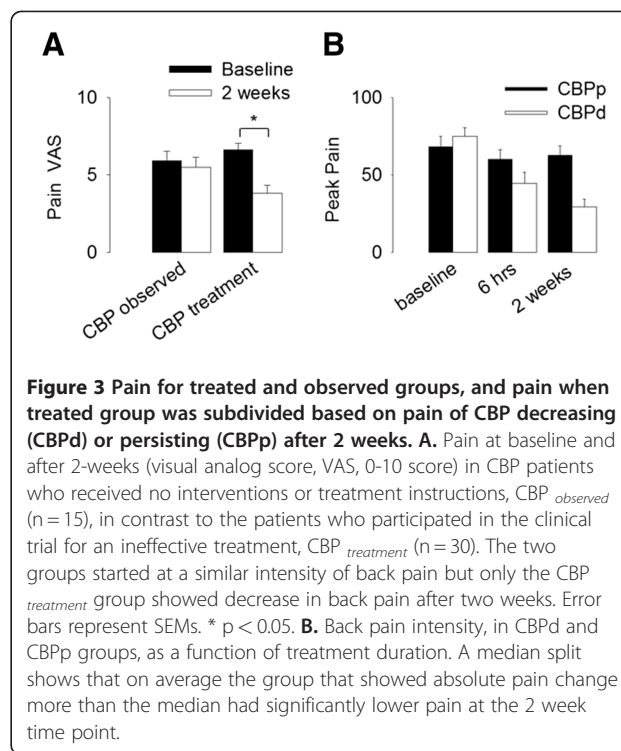 A
Baseline
2 weeks
10
*
5
0
Pain VAS
CBP observed
CBP treatment
B
CBPp
CBPd
100
50
0
Peak Pain
baseline
6 hrs
2 weeks
Figure 3 Pain for treated and observed groups, and pain when
treated group was subdivided based on pain of CBP decreasing
(CBPd) or persisting (CBPp) after 2 weeks. A. Pain at baseline and
after 2-weeks (visual analog score, VAS, 0-10 score) in CBP patients
who received no interventions or treatment instructions, CBP observed
(n = 15), in contrast to the patients who participated in the clinical
trial for an ineffective treatment, CBP treatment (n = 30). The two
groups started at a similar intensity of back pain but only the CBP
treatment group showed decrease in back pain after two weeks. Error
bars represent SEMs. * p < 0.05. B. Back pain intensity, in CBPd and
CBPp groups, as a function of treatment duration. A median split
shows that on average the group that showed absolute pain change
more than the median had significantly lower pain at the 2 week
time point.